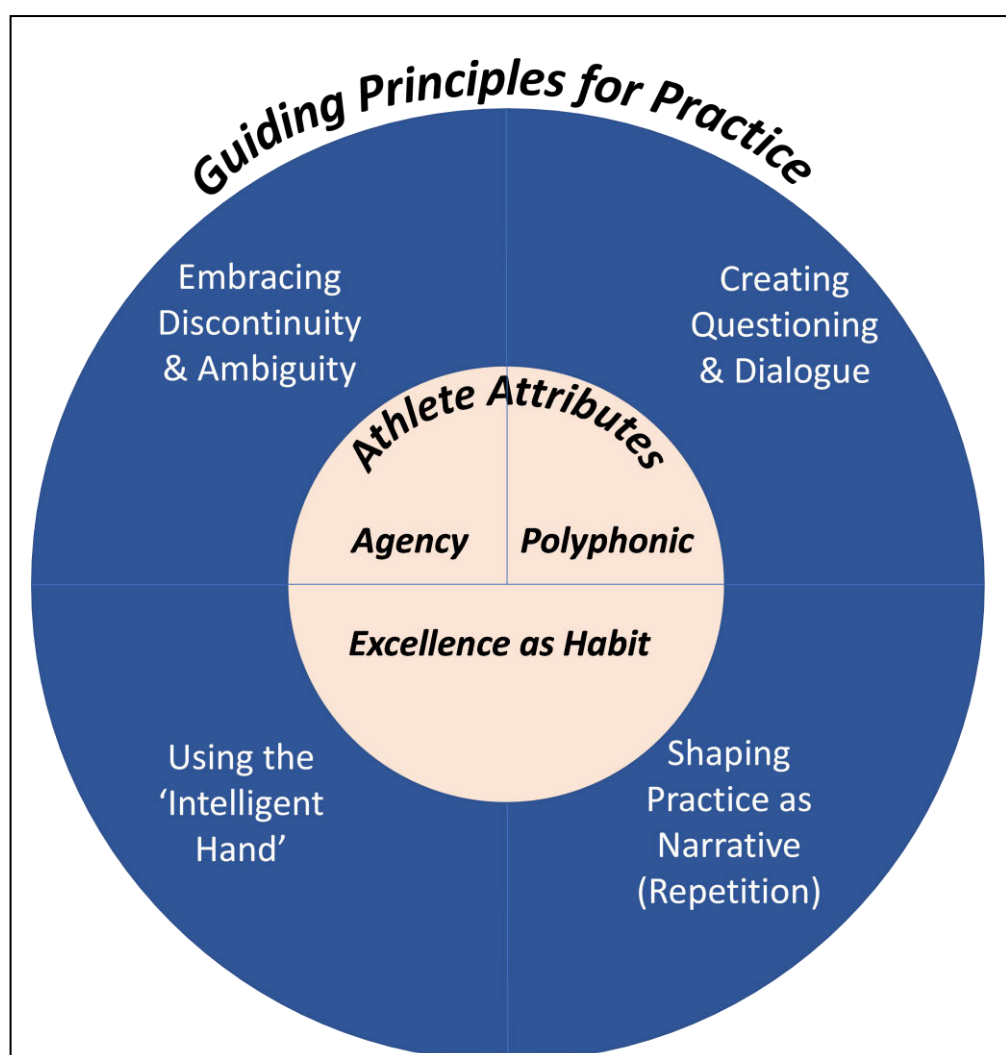 Guiding Principles for Practice
Embracing
Discontinuity
& Ambiguity
Creating
Questioning
& Dialogue
Athlete Attributes
Agency
Polyphonic
Excellence as Habit
Using the
‘Intelligent
Hand’
Shaping
Practice as
Narrative
(Repetition)